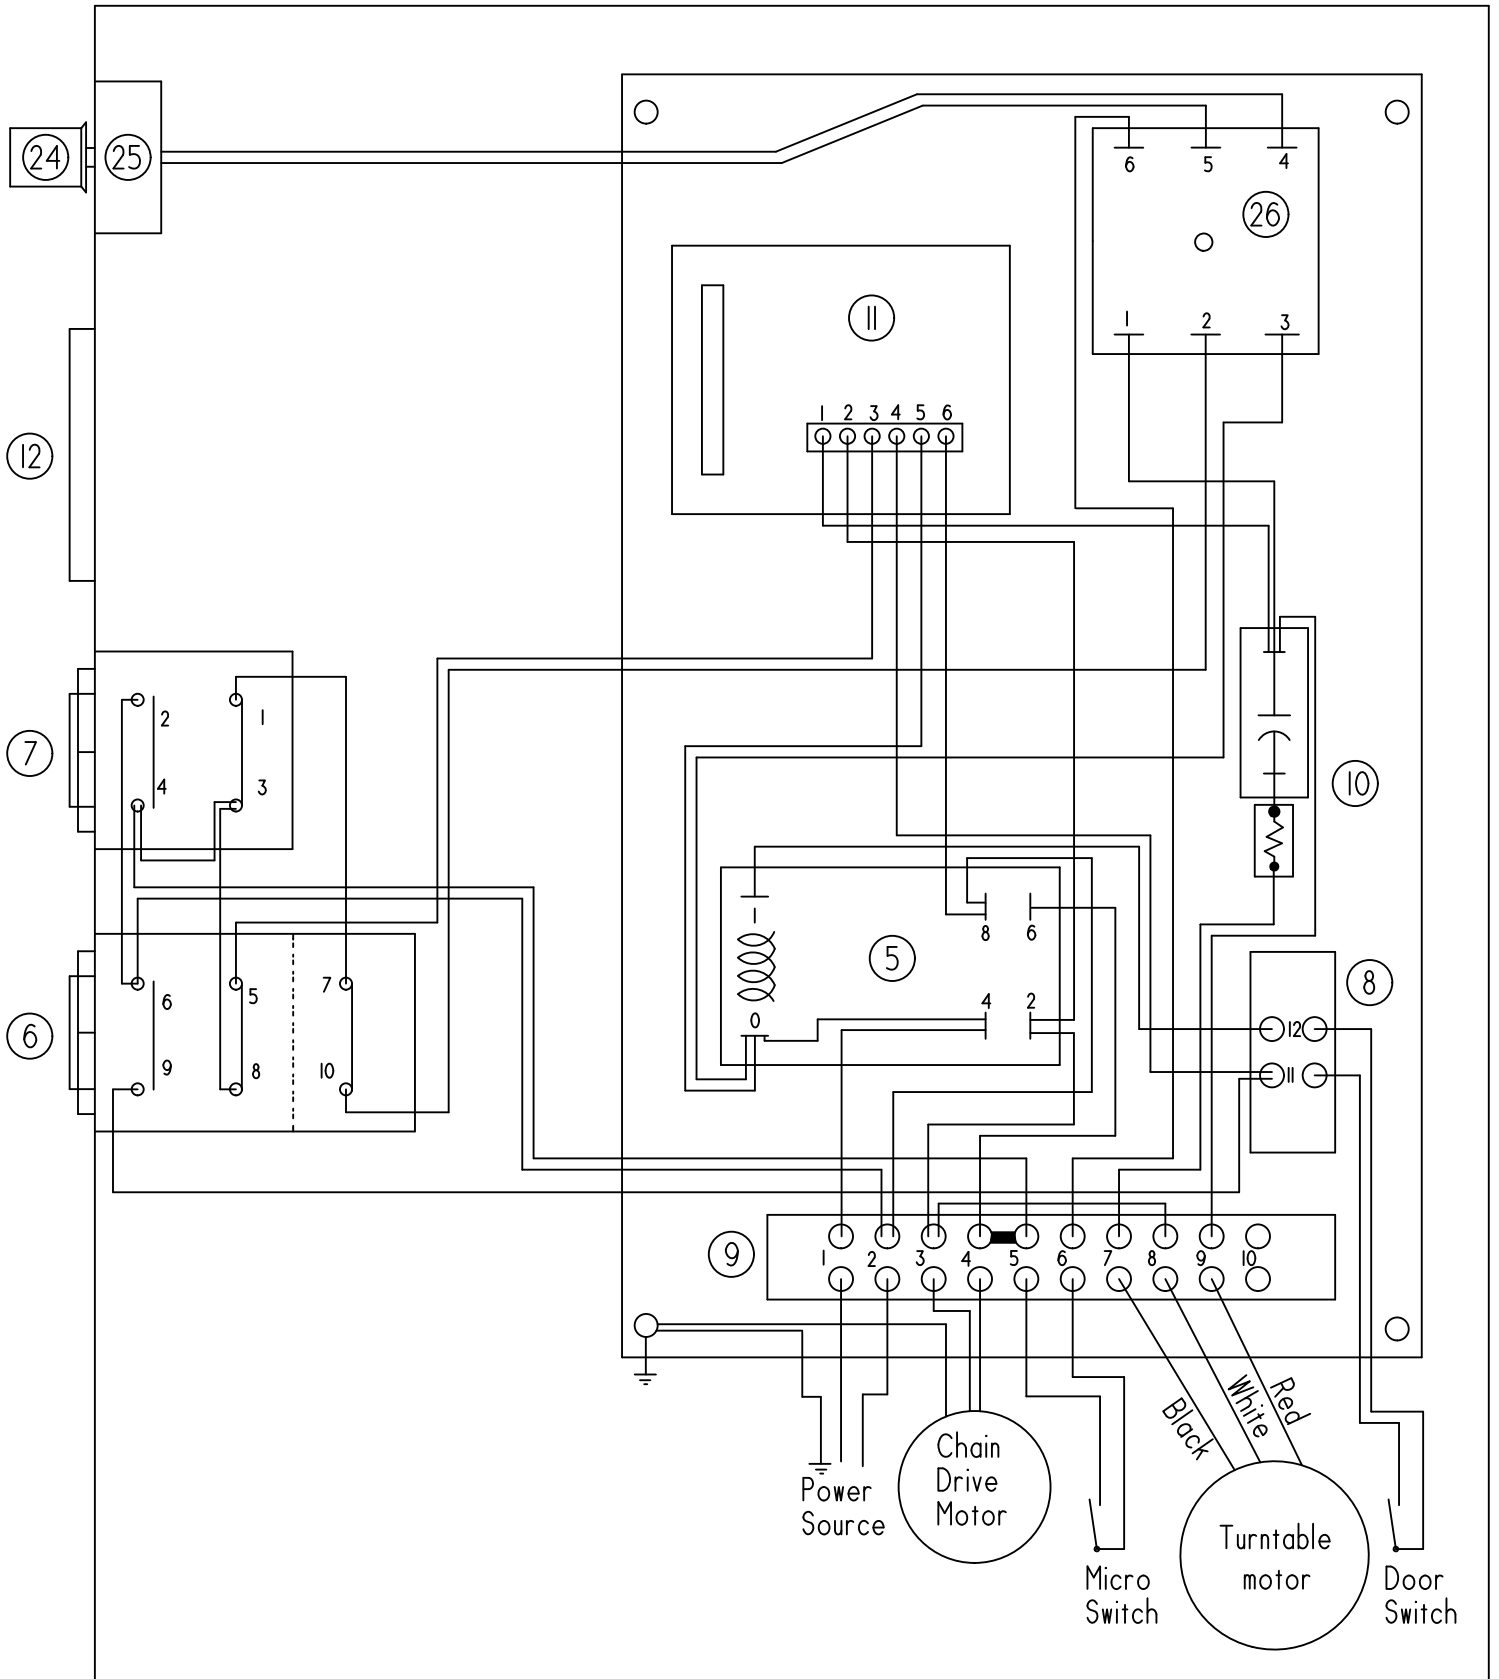 24
25
6 5 4
26
1 2 3
11
1 2 3 4 5 6
12
7
2 1
4 3
10
8 6
1
5
0
4 2
6
6 5 7
9 8 10
8
12
11
9
1 2 3 4 5 6 7 8 9 10
Black
White
Red
Power
Source
Chain
Drive
Motor
Micro
Switch
Turntable
motor
Door
Switch